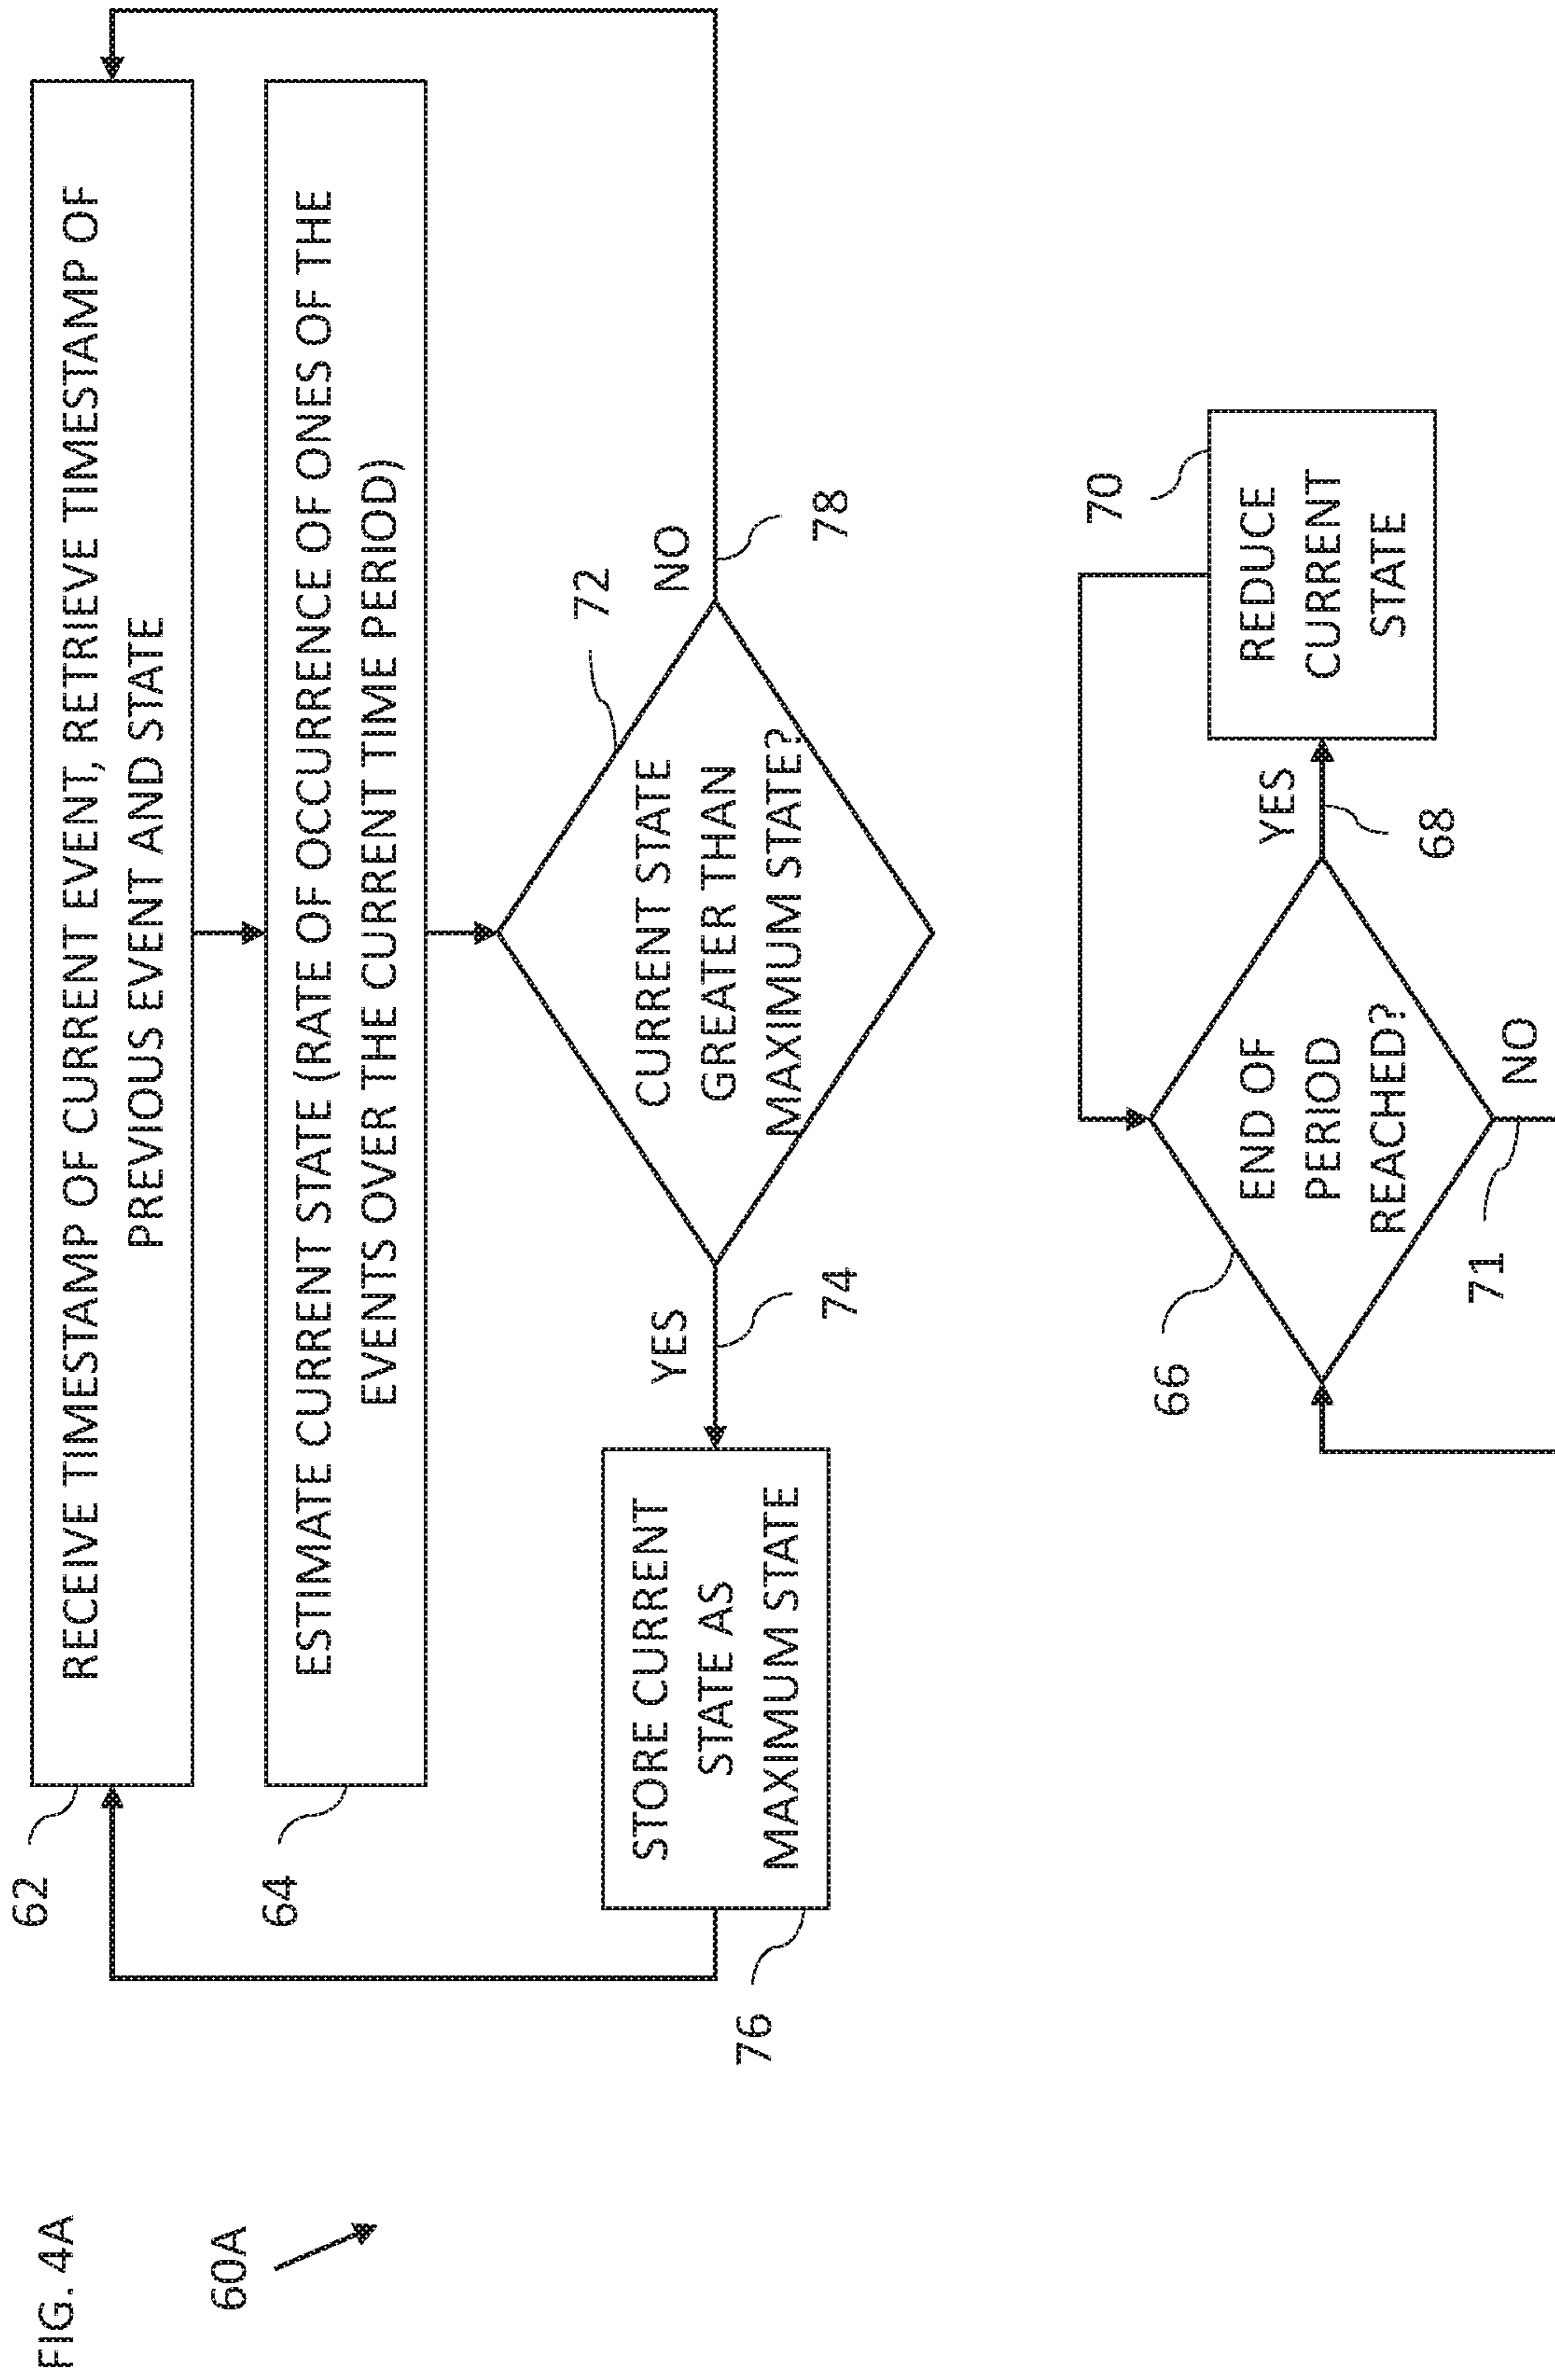 FIG. 4A
60A
62
RECEIVE TIMESTAMP OF CURRENT EVENT, RETRIEVE TIMESTAMP OF
PREVIOUS EVENT AND STATE
64
ESTIMATE CURRENT STATE (RATE OF OCCURRENCE OF ONES OF THE
EVENTS OVER THE CURRENT TIME PERIOD)
72
CURRENT STATE
GREATER THAN
MAXIMUM STATE?
YES
74
NO
78
STORE CURRENT
STATE AS
MAXIMUM STATE
76
66
END OF
PERIOD
REACHED?
YES
68
70
REDUCE
CURRENT
STATE
71
NO